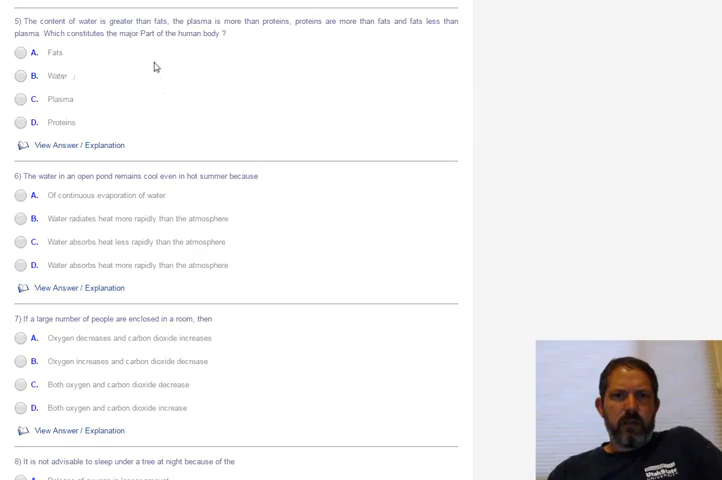 5) The content of water is greater than fats, the plasma is more than proteins, proteins are more than fats and fats less than
plasma. Which constitutes the major Part of the human body ?
A. Fats
B. Water
C. Plasma
D. Proteins
View Answer / Explanation
6) The water in an open pond remains cool even in hot summer because
A. Of continuous evaporation of water
B. Water radiates heat more rapidly than the atmosphere
C. Water absorbs heat less rapidly than the atmosphere
D. Water absorbs heat more rapidly than the atmosphere
View Answer / Explanation
7) If a large number of people are enclosed in a room, then
A. Oxygen decreases and carbon dioxide increases
B. Oxygen increases and carbon dioxide decrease
C. Both oxygen and carbon dioxide decrease
D. Both oxygen and carbon dioxide increase
View Answer / Explanation
8) It is not advisable to sleep under a tree at night because of the
UtahState
UNIVERSITY